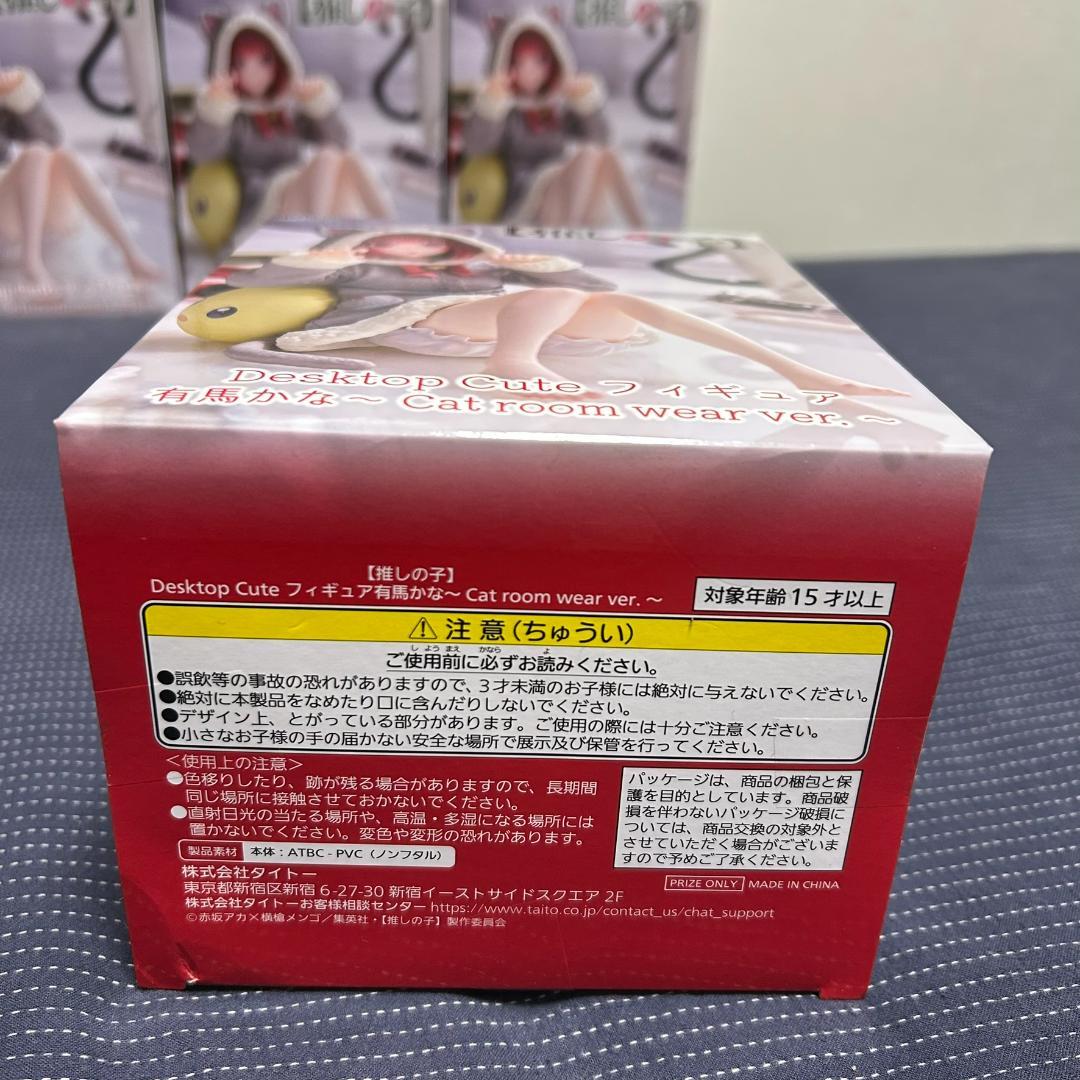 【推しの子】
Desktop Cute フィギュア
有馬かな～ Cat room wear ver. ～
【推しの子】
Desktop Cute フィギュア有馬かな～ Cat room wear ver. ～
対象年齢15才以上
⚠ 注意(ちゅうい)
しようまえ かなら よ
ご使用前に必ずお読みください。
●誤飲等の事故の恐れがありますので、3才未満のお子様には絶対に与えないでください。
●絶対に本製品をなめたり口に含んだりしないでください。
●デザイン上、とがっている部分があります。ご使用の際には十分ご注意ください。
●小さなお子様の手の届かない安全な場所で展示及び保管を行ってください。
＜使用上の注意＞
●色移りしたり、跡が残る場合がありますので、長期間
同じ場所に接触させておかないでください。
●直射日光の当たる場所や、高温・多湿になる場所には
置かないでください。変色や変形の恐れがあります。
製品素材 本体：ATBC - PVC（ノンフタル）
パッケージは、商品の梱包と保
護を目的としています。商品破
損を伴わないパッケージ破損に
ついては、商品交換の対象外と
させていただく場合がございま
すので予めご了承ください。
PRIZE ONLY MADE IN CHINA
株式会社タイトー
東京都新宿区新宿 6-27-30 新宿イーストサイドスクエア 2F
株式会社タイトーお客様相談センター https://www.taito.co.jp/contact_us/chat_support
©赤坂アカ×横槍メンゴ／集英社・【推しの子】製作委員会